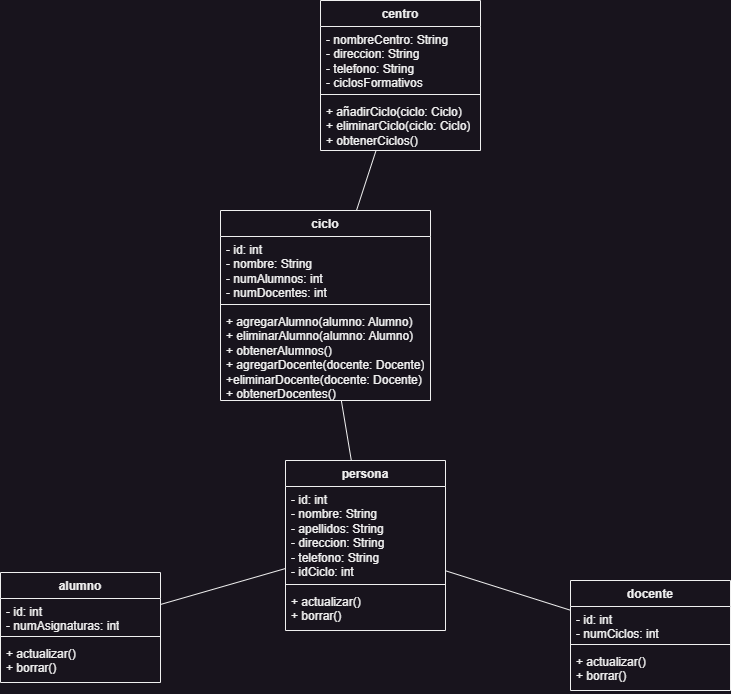 centro
- nombreCentro: String
- direccion: String
- telefono: String
- ciclosFormativos
+ añadirCiclo(ciclo: Ciclo)
+ eliminarCiclo(ciclo: Ciclo)
+ obtenerCiclos()
ciclo
- id: int
- nombre: String
- numAlumnos: int
- numDocentes: int
+ agregarAlumno(alumno: Alumno)
+ eliminarAlumno(alumno: Alumno)
+ obtenerAlumnos()
+ agregarDocente(docente: Docente)
+eliminarDocente(docente: Docente)
+ obtenerDocentes()
persona
- id: int
- nombre: String
- apellidos: String
- direccion: String
- telefono: String
- idCiclo: int
+ actualizar()
+ borrar()
alumno
- id: int
- numAsignaturas: int
+ actualizar()
+ borrar()
docente
- id: int
- numCiclos: int
+ actualizar()
+ borrar()